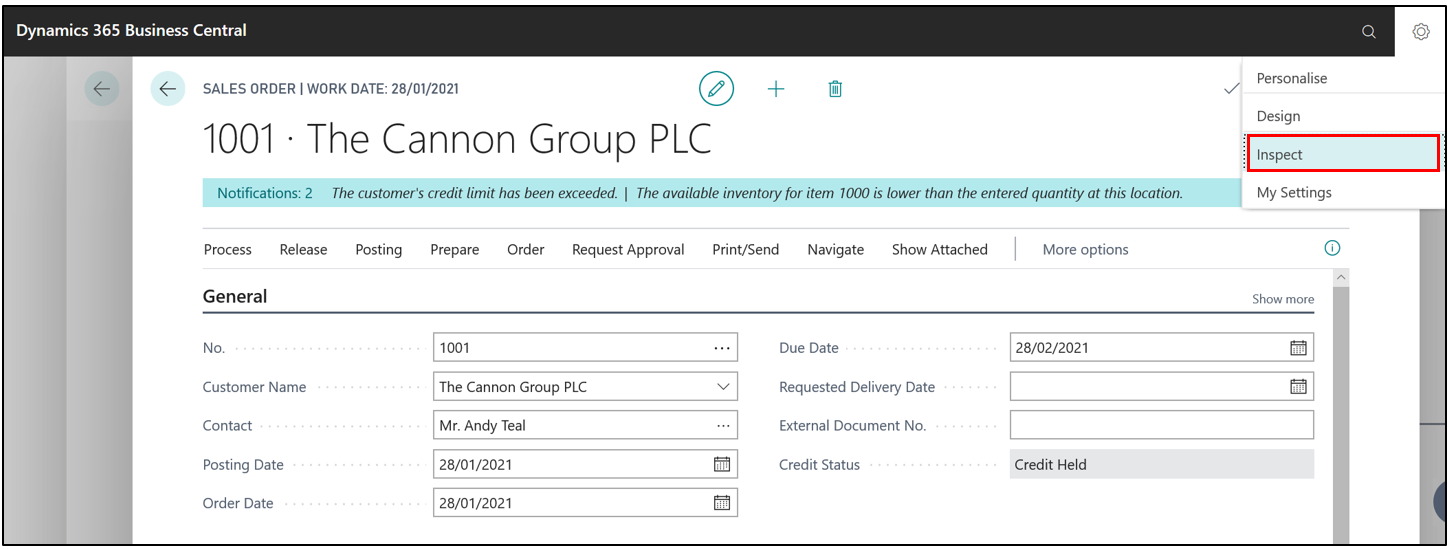 Dynamics 365 Business Central
Personalise
Design
Inspect
My Settings
SALES ORDER | WORK DATE: 28/01/2021
1001 · The Cannon Group PLC
Notifications: 2 The customer's credit limit has been exceeded. | The available inventory for item 1000 is lower than the entered quantity at this location.
Process Release Posting Prepare Order Request Approval Print/Send Navigate Show Attached More options
General Show more
No. 1001 Due Date 28/02/2021
Customer Name The Cannon Group PLC Requested Delivery Date
Contact Mr. Andy Teal External Document No.
Posting Date 28/01/2021 Credit Status Credit Held
Order Date 28/01/2021